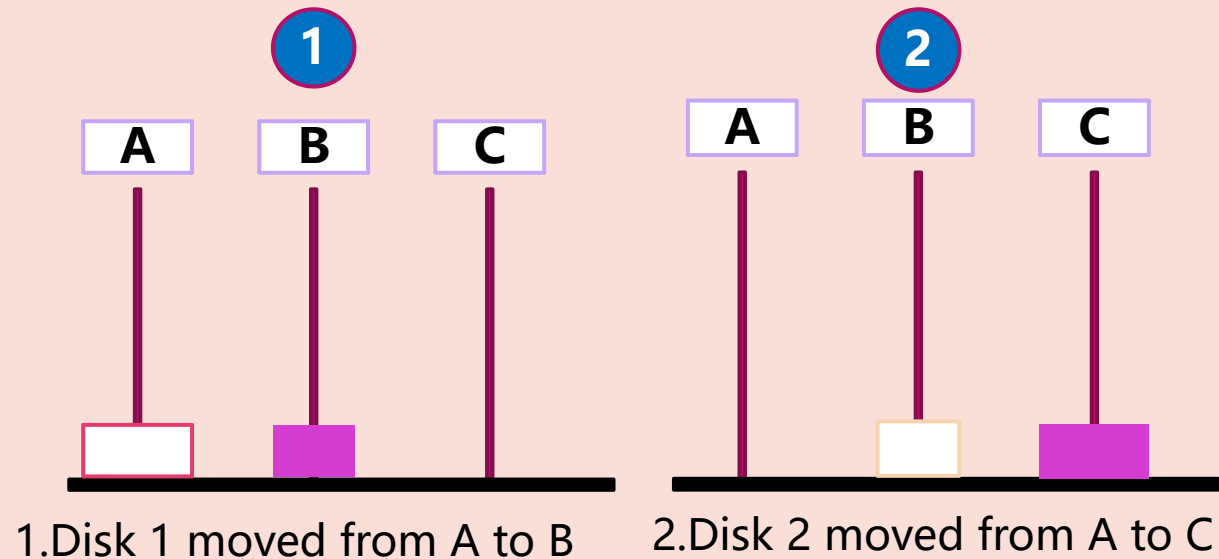 1
2
A B C
A B C
1.Disk 1 moved from A to B
2.Disk 2 moved from A to C